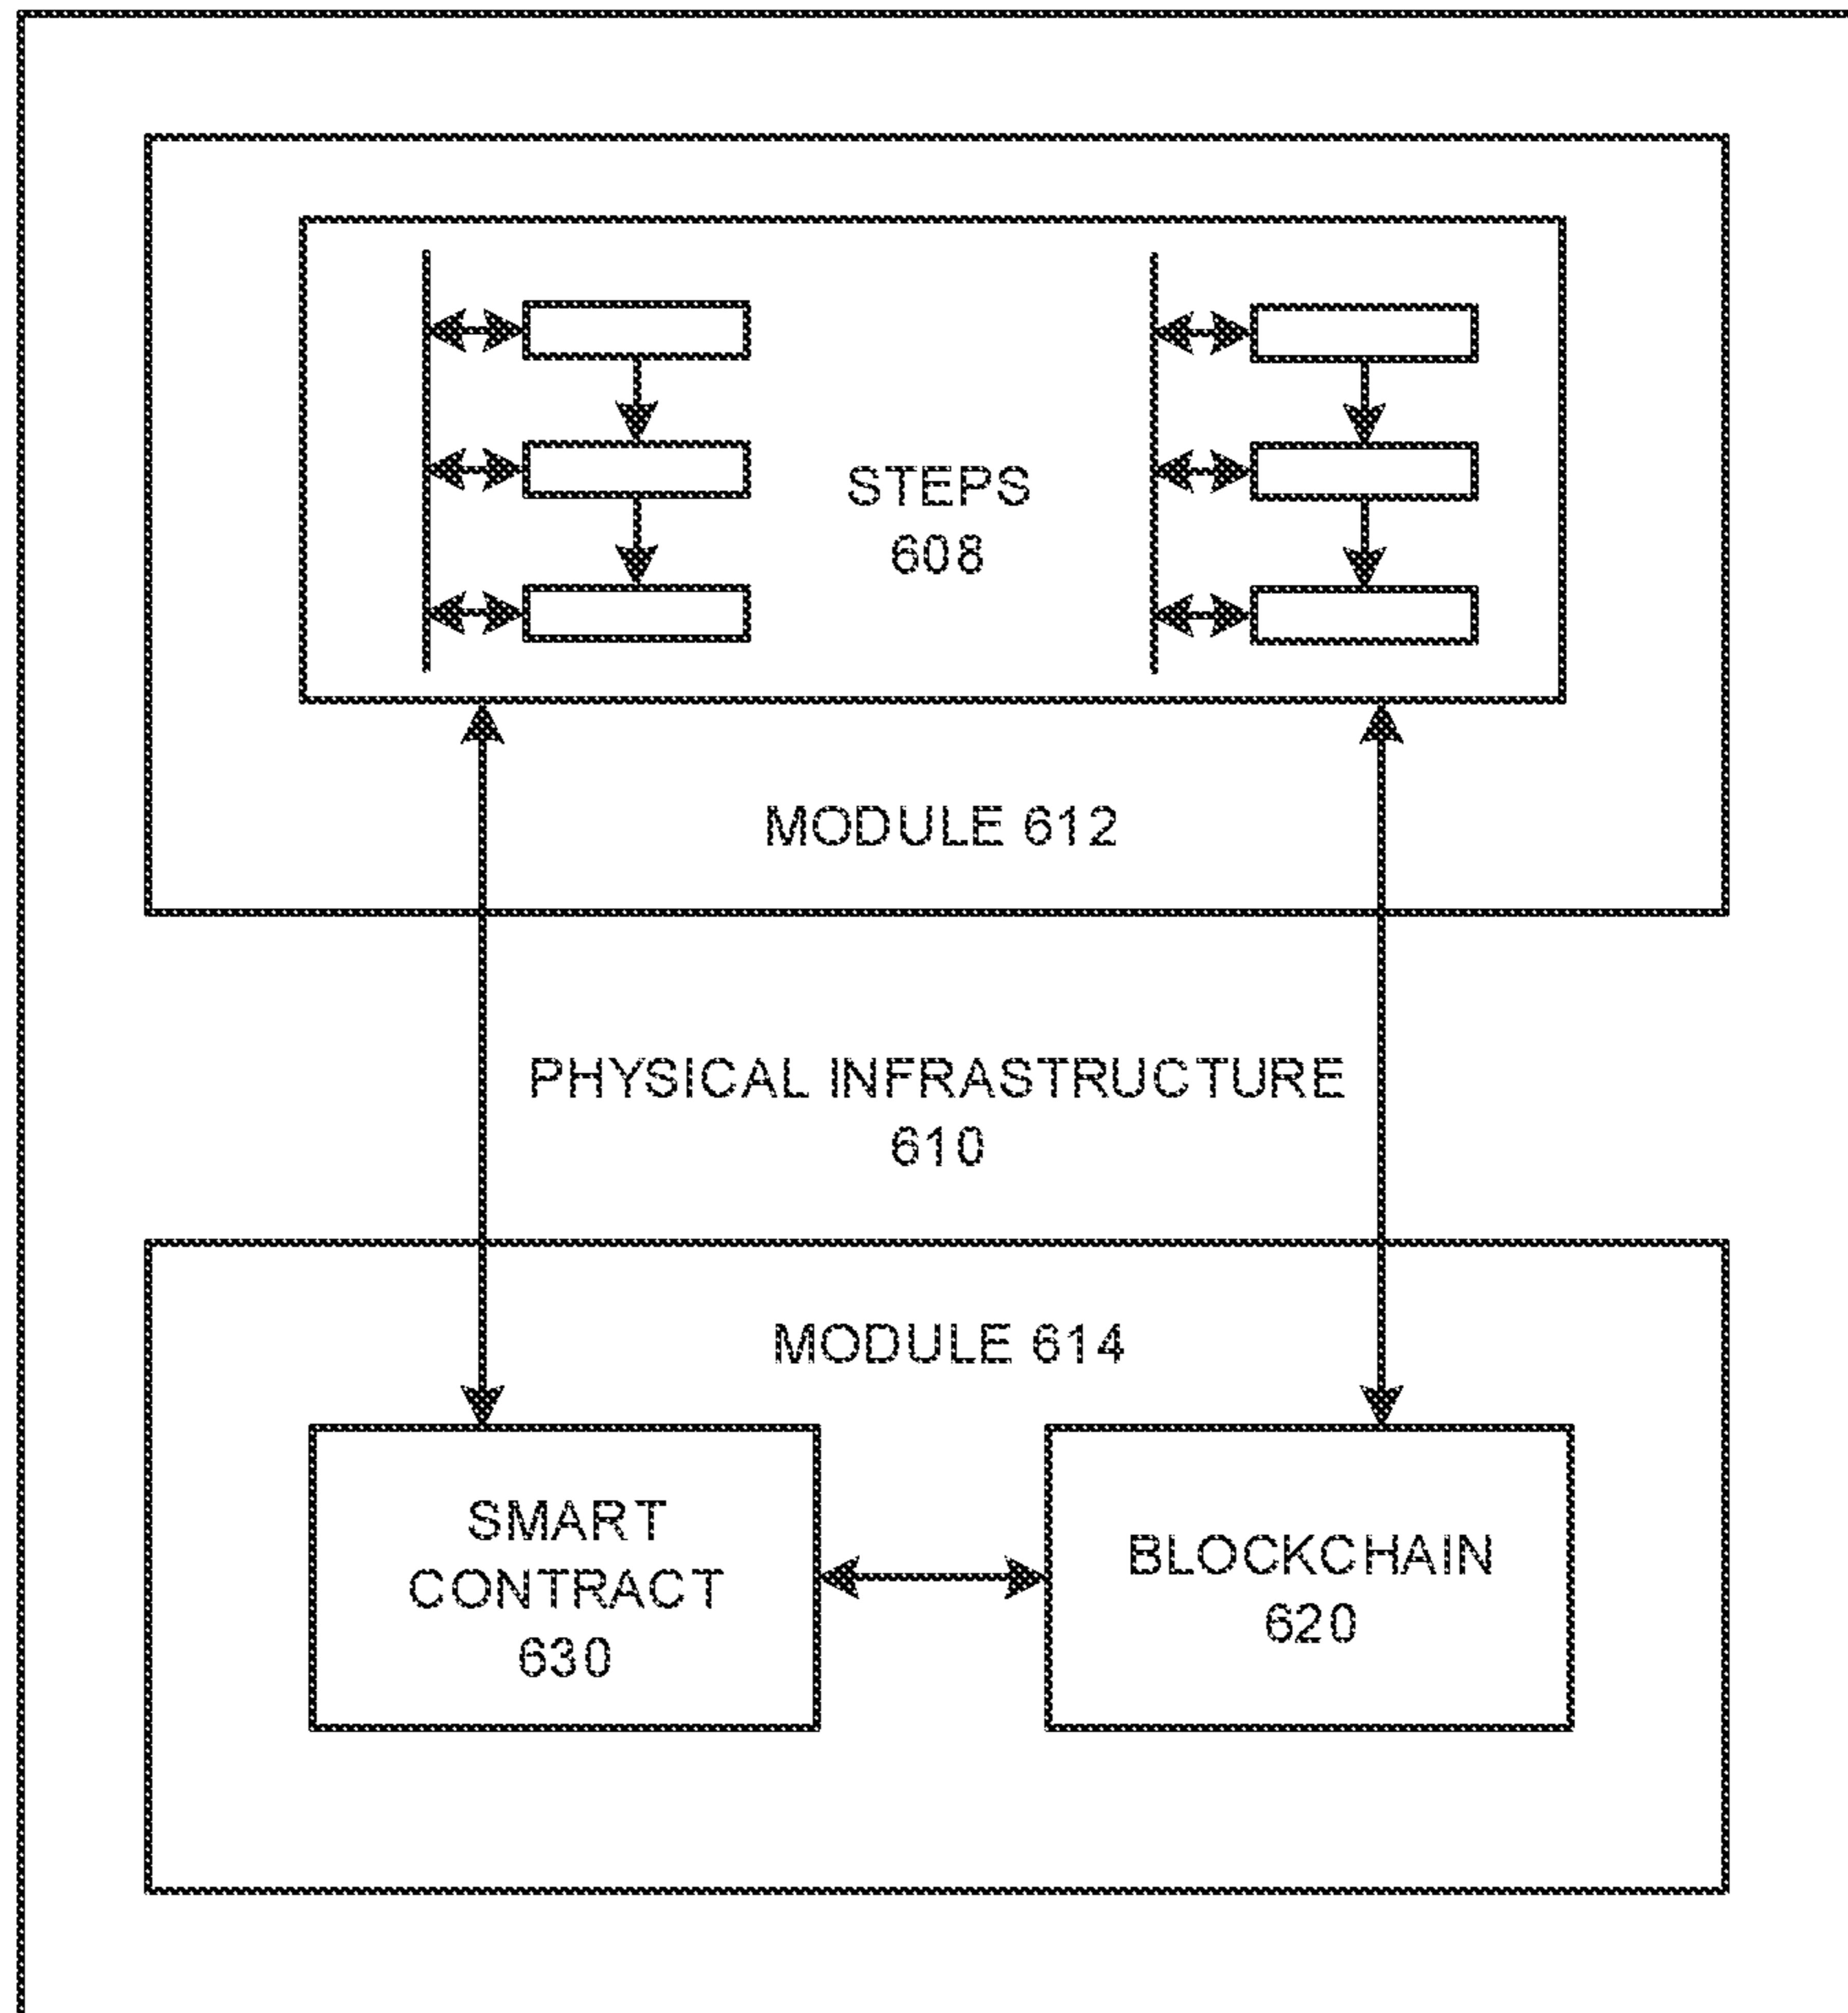 STEPS
608
MODULE 612
PHYSICAL INFRASTRUCTURE
610
MODULE 614
SMART
CONTRACT
630
BLOCKCHAIN
620